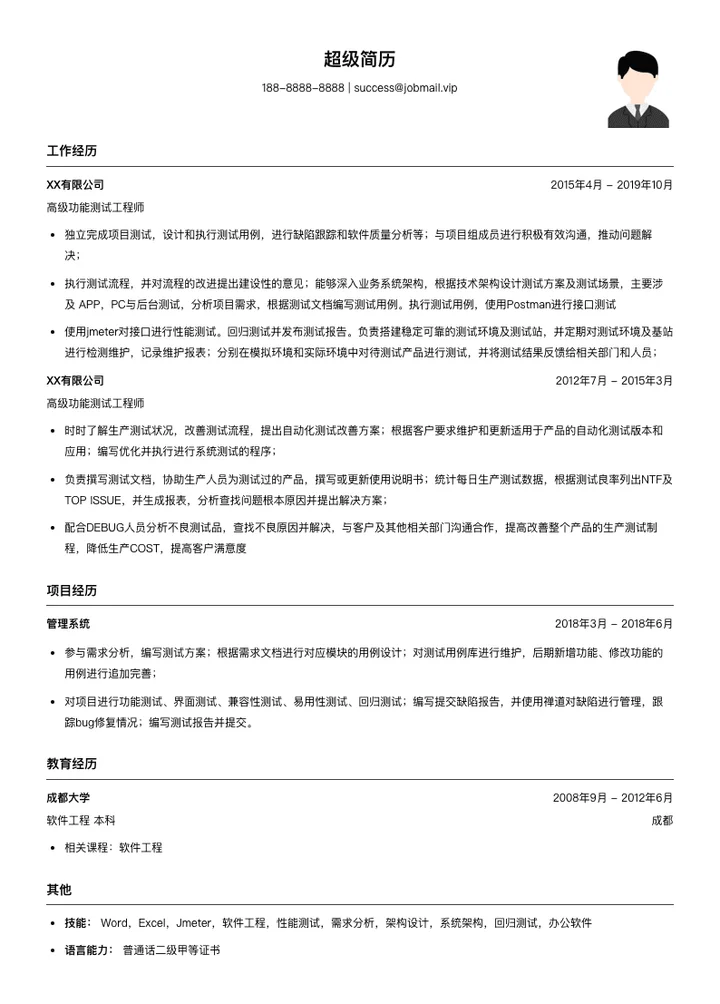 超级简历
188-8888-8888 | success@jobmail.vip
工作经历
XX有限公司 2015年4月 – 2019年10月
高级功能测试工程师
• 独立完成项目测试，设计和执行测试用例，进行缺陷跟踪和软件质量分析等；与项目组成员进行积极有效沟通，推动问题解
决；
• 执行测试流程，并对流程的改进提出建设性的意见；能够深入业务系统架构，根据技术架构设计测试方案及测试场景，主要涉
及 APP，PC与后台测试，分析项目需求，根据测试文档编写测试用例。执行测试用例，使用Postman进行接口测试
• 使用jmeter对接口进行性能测试。回归测试并发布测试报告。负责搭建稳定可靠的测试环境及测试站，并定期对测试环境及基站
进行检测维护，记录维护报表；分别在模拟环境和实际环境中对待测试产品进行测试，并将测试结果反馈给相关部门和人员；
XX有限公司 2012年7月 – 2015年3月
高级功能测试工程师
• 时时了解生产测试状况，改善测试流程，提出自动化测试改善方案；根据客户要求维护和更新适用于产品的自动化测试版本和
应用；编写优化并执行进行系统测试的程序；
• 负责撰写测试文档，协助生产人员为测试过的产品，撰写或更新使用说明书；统计每日生产测试数据，根据测试良率列出NTF及
TOP ISSUE，并生成报表，分析查找问题根本原因并提出解决方案；
• 配合DEBUG人员分析不良测试品，查找不良原因并解决，与客户及其他相关部门沟通合作，提高改善整个产品的生产测试制
程，降低生产COST，提高客户满意度
项目经历
管理系统 2018年3月 – 2018年6月
• 参与需求分析，编写测试方案；根据需求文档进行对应模块的用例设计；对测试用例库进行维护，后期新增功能、修改功能的
用例进行追加完善；
• 对项目进行功能测试、界面测试、兼容性测试、易用性测试、回归测试；编写提交缺陷报告，并使用禅道对缺陷进行管理，跟
踪bug修复情况；编写测试报告并提交。
教育经历
成都大学 2008年9月 – 2012年6月
软件工程 本科 成都
• 相关课程：软件工程
其他
• 技能： Word，Excel，Jmeter，软件工程，性能测试，需求分析，架构设计，系统架构，回归测试，办公软件
• 语言能力： 普通话二级甲等证书